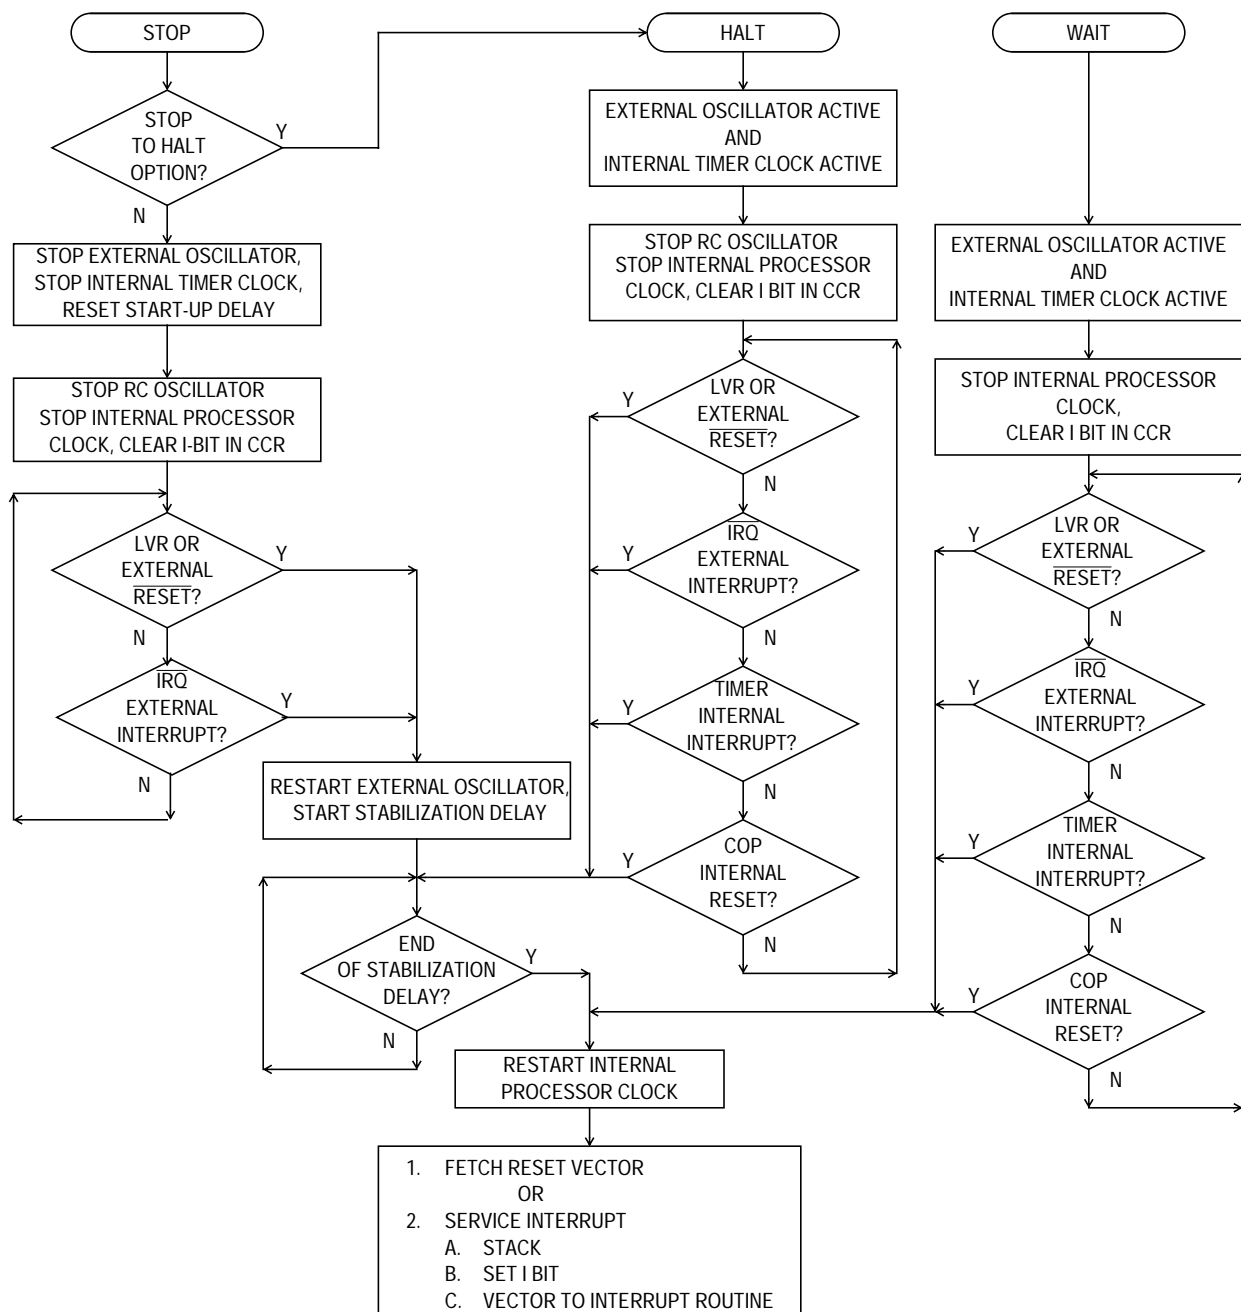 STOP
STOP
TO HALT
OPTION?
Y
N
STOP EXTERNAL OSCILLATOR,
STOP INTERNAL TIMER CLOCK,
RESET START-UP DELAY
STOP RC OSCILLATOR
STOP INTERNAL PROCESSOR
CLOCK, CLEAR I-BIT IN CCR
LVR OR
EXTERNAL
RESET?
Y
N
IRQ
EXTERNAL
INTERRUPT?
Y
N
RESTART EXTERNAL OSCILLATOR,
START STABILIZATION DELAY
END
OF STABILIZATION
DELAY?
Y
N
HALT
EXTERNAL OSCILLATOR ACTIVE
AND
INTERNAL TIMER CLOCK ACTIVE
STOP RC OSCILLATOR
STOP INTERNAL PROCESSOR
CLOCK, CLEAR I BIT IN CCR
LVR OR
EXTERNAL
RESET?
Y
N
IRQ
EXTERNAL
INTERRUPT?
Y
N
TIMER
INTERNAL
INTERRUPT?
Y
N
COP
INTERNAL
RESET?
Y
N
WAIT
EXTERNAL OSCILLATOR ACTIVE
AND
INTERNAL TIMER CLOCK ACTIVE
STOP INTERNAL PROCESSOR
CLOCK,
CLEAR I BIT IN CCR
LVR OR
EXTERNAL
RESET?
Y
N
IRQ
EXTERNAL
INTERRUPT?
Y
N
TIMER
INTERNAL
INTERRUPT?
Y
N
COP
INTERNAL
RESET?
Y
N
RESTART INTERNAL
PROCESSOR CLOCK
1. FETCH RESET VECTOR
OR
2. SERVICE INTERRUPT
A. STACK
B. SET I BIT
C. VECTOR TO INTERRUPT ROUTINE